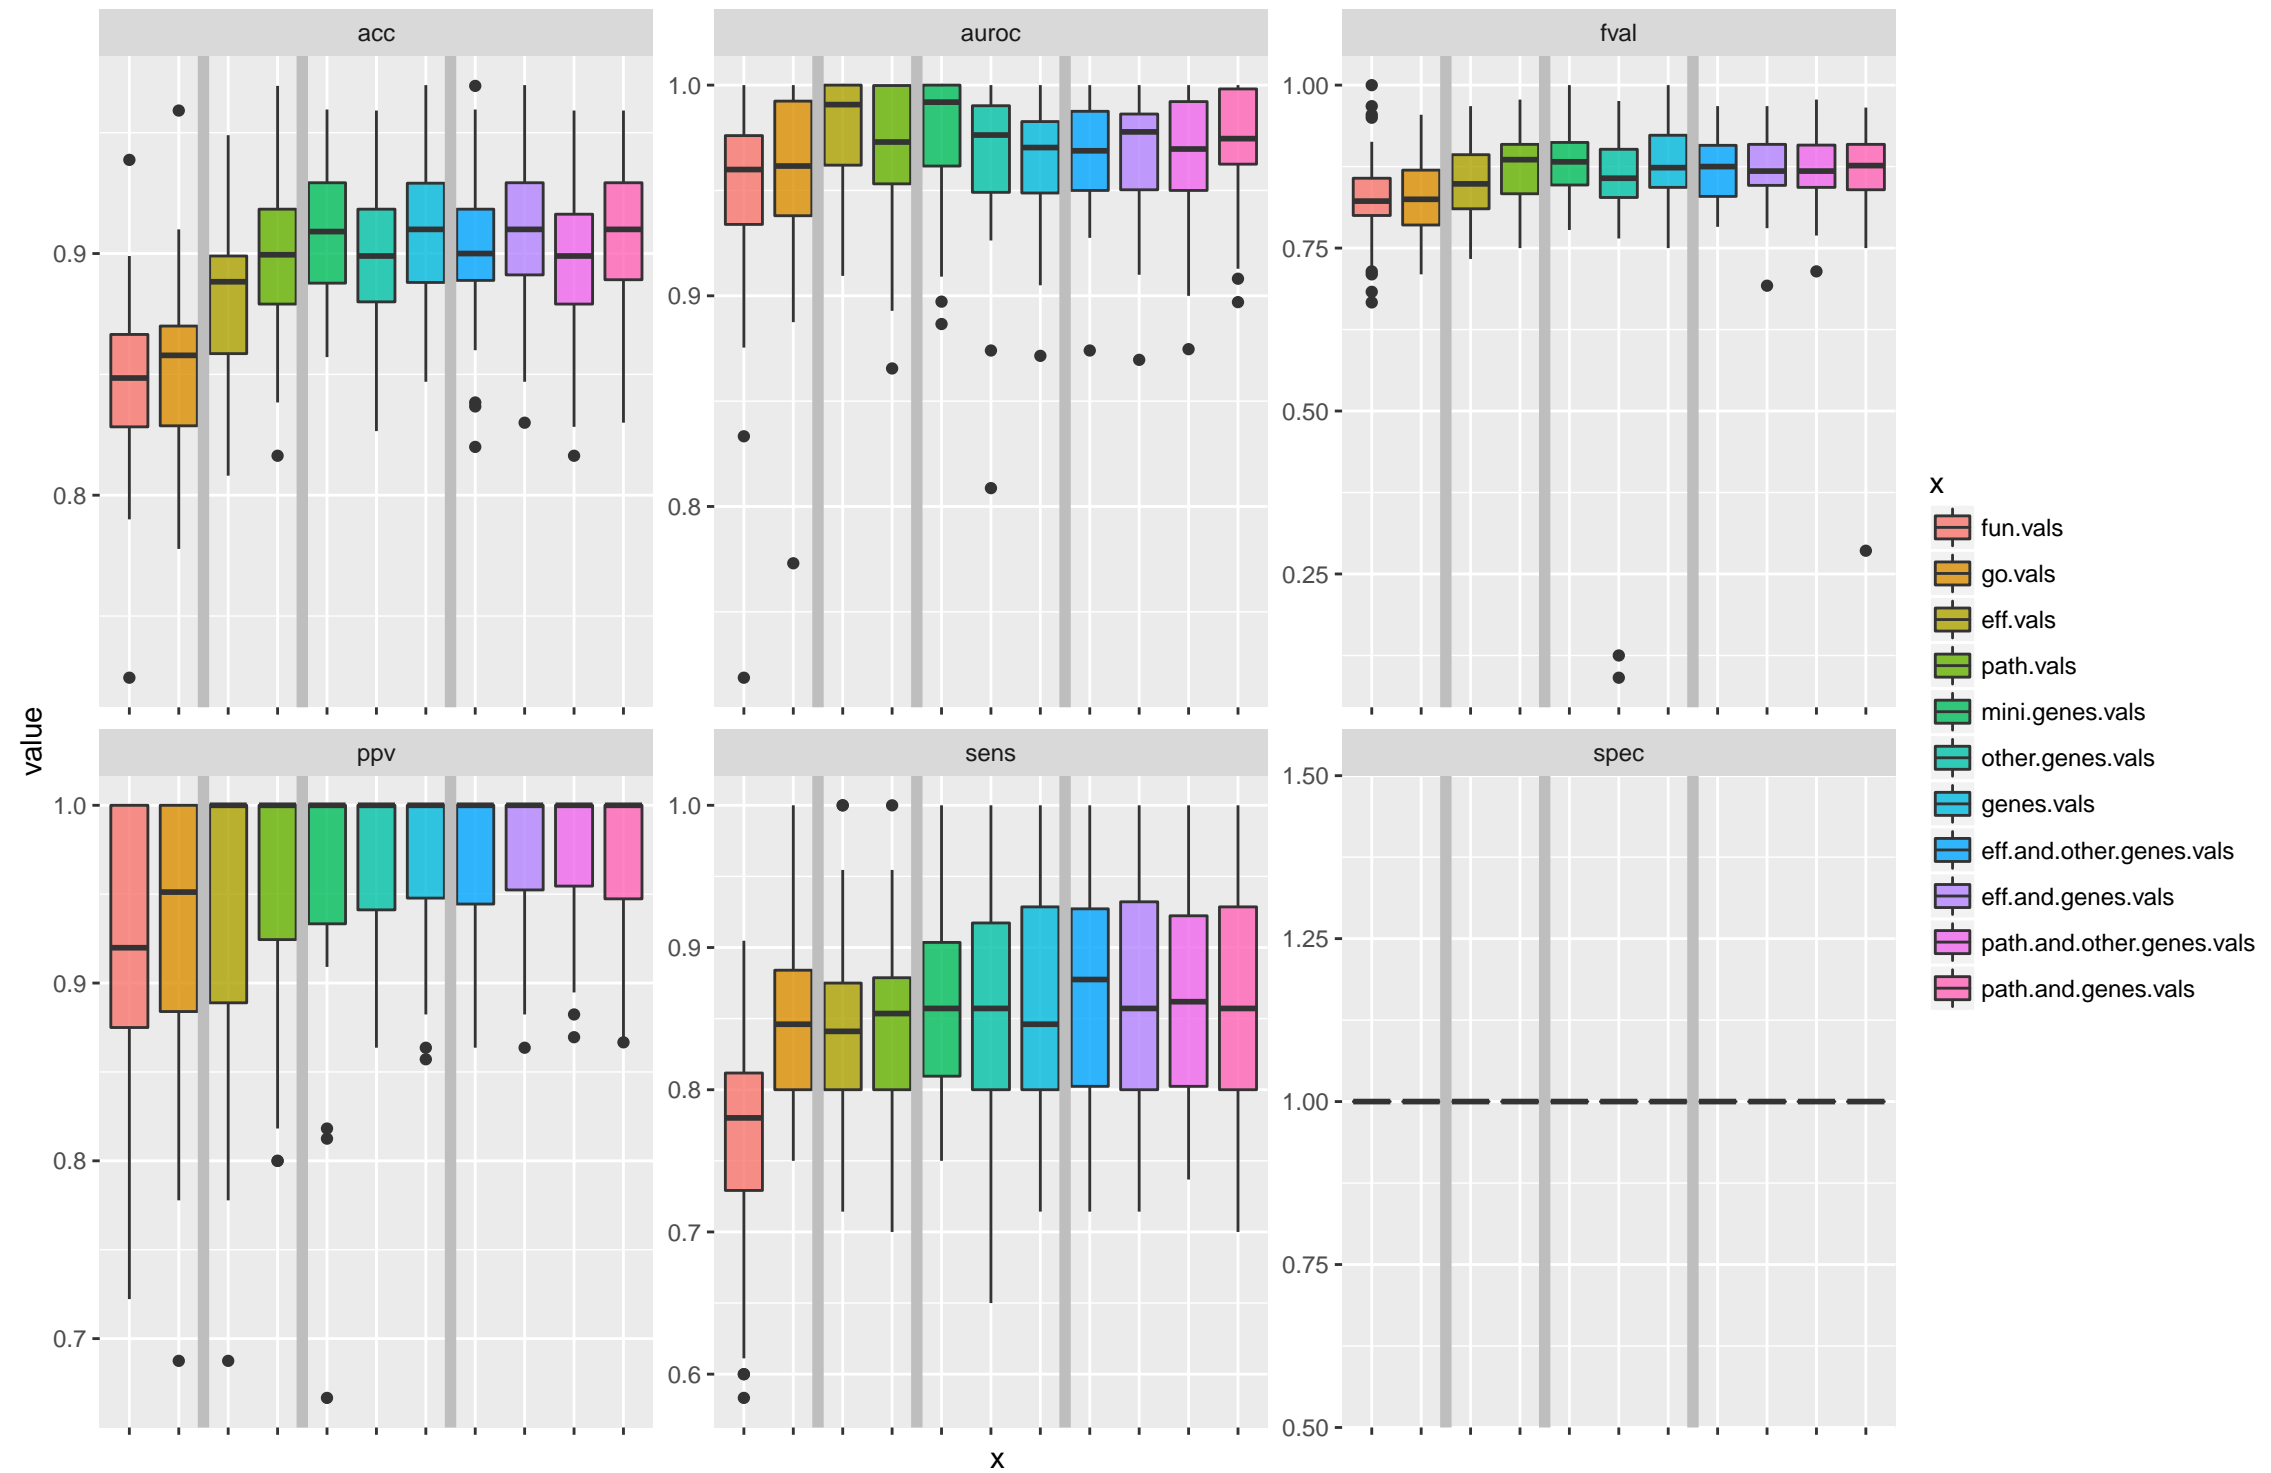 acc
auroc
fval
0.9
0.8
1.0
0.9
0.8
1.00
0.75
0.50
0.25
value
ppv
sens
spec
1.0
0.9
0.8
0.7
1.0
0.9
0.8
0.7
0.6
1.50
1.25
1.00
0.75
0.50
x
x
fun.vals
go.vals
eff.vals
path.vals
mini.genes.vals
other.genes.vals
genes.vals
eff.and.other.genes.vals
eff.and.genes.vals
path.and.other.genes.vals
path.and.genes.vals